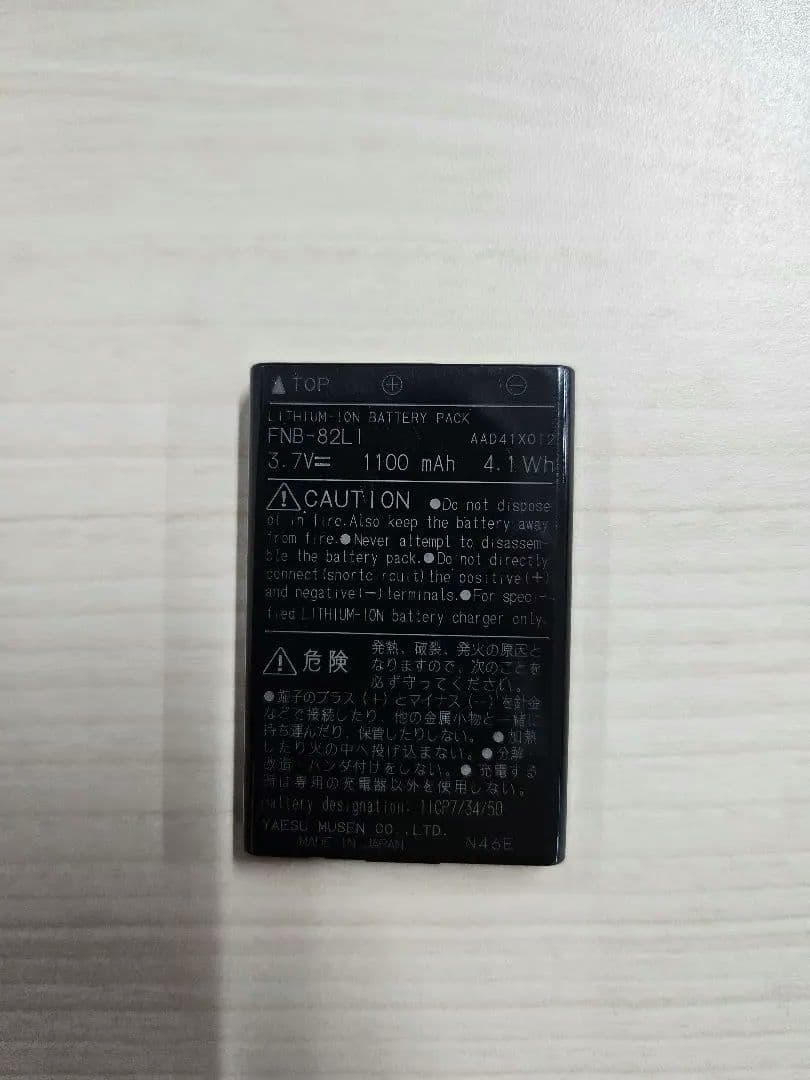 ▲TOP ⊕ ⊖
LITHIUM-ION BATTERY PACK
FNB-82LI AAD41X012
3.7V⎓ 1100 mAh 4.1Wh
⚠CAUTION ●Do not dispose
of in fire.Also keep the battery away
from fire.●Never attempt to disassem-
ble the battery pack.●Do not directly
connect(shortcircuit)the positive(+)
and negative(−)terminals.●For speci-
fied LITHIUM-ION battery charger only.
⚠危険 発熱、破裂、発火の原因と
なりますので、次のことを
必ず守ってください。
●端子のプラス(+)とマイナス(−)を針金
などで接続したり、他の金属小物と一緒に
持ち運んだり、保管したりしない。●加熱
したり火の中へ投げ込まない。●分解
改造・ハンダ付けをしない。●充電する
時は専用の充電器以外を使用しない。
Battery designation: 1ICP7/34/50
YAESU MUSEN CO.,LTD.
MADE IN JAPAN N46E